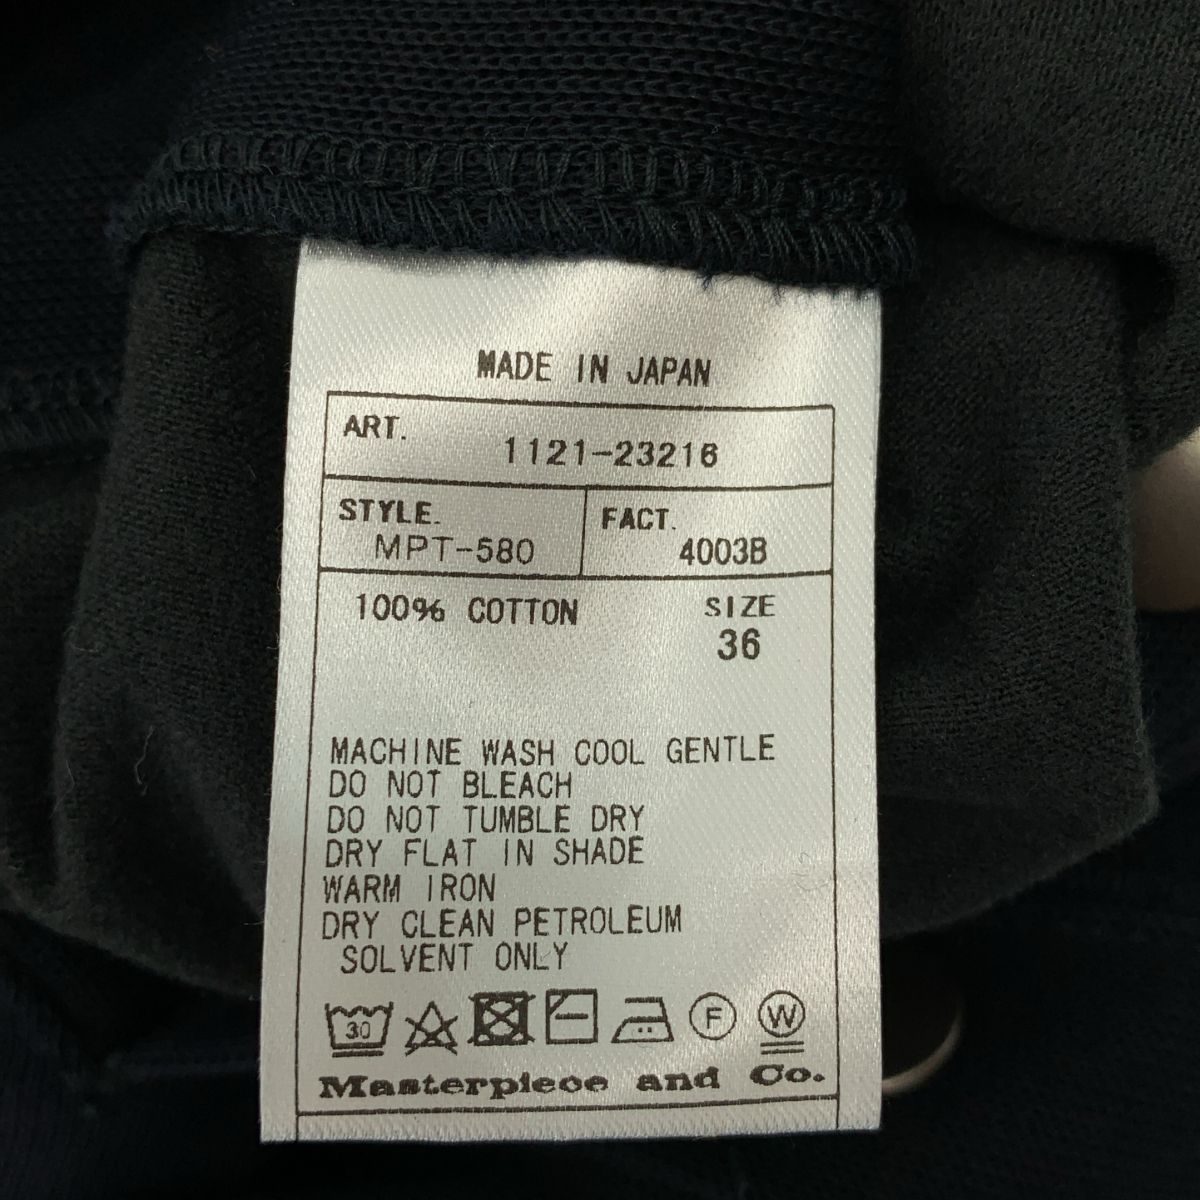 MADE IN JAPAN
ART.
1121-23216
STYLE.
MPT-580
FACT.
4003B
100% COTTON
SIZE
36
MACHINE WASH COOL GENTLE
DO NOT BLEACH
DO NOT TUMBLE DRY
DRY FLAT IN SHADE
WARM IRON
DRY CLEAN PETROLEUM
SOLVENT ONLY
30 F W
Masterpiece and Co.